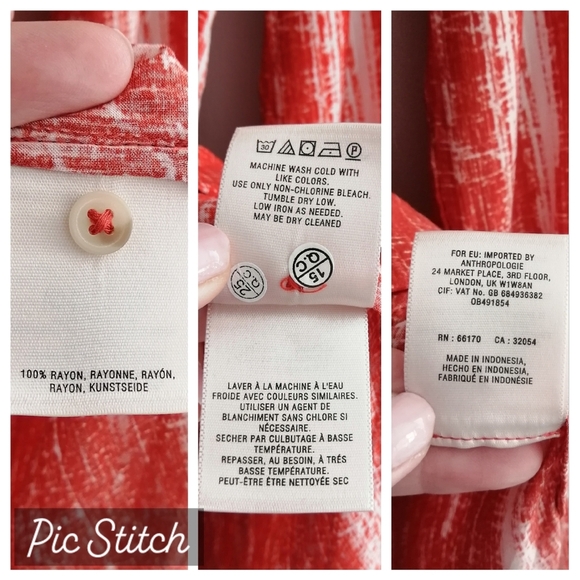 100% RAYON, RAYONNE, RAYÓN,
RAYON, KUNSTSEIDE
30
P
MACHINE WASH COLD WITH
LIKE COLORS.
USE ONLY NON-CHLORINE BLEACH.
TUMBLE DRY LOW.
LOW IRON AS NEEDED.
MAY BE DRY CLEANED
25
Q.C
15
Q.C.
LAVER À LA MACHINE À L'EAU
FROIDE AVEC COULEURS SIMILAIRES.
UTILISER UN AGENT DE
BLANCHIMENT SANS CHLORE SI
NÉCESSAIRE.
SECHER PAR CULBUTAGE À BASSE
TEMPÉRATURE.
REPASSER, AU BESOIN, À TRÉS
BASSE TEMPÉRATURE.
PEUT-ÊTRE ÊTRE NETTOYÉE SEC
FOR EU: IMPORTED BY
ANTHROPOLOGIE
24 MARKET PLACE, 3RD FLOOR,
LONDON, UK W1W8AN
CIF: VAT No. GB 684936382
OB491854
RN : 66170 CA : 32054
MADE IN INDONESIA,
HECHO EN INDONESIA,
FABRIQUÉ EN INDONÉSIE
Pic Stitch